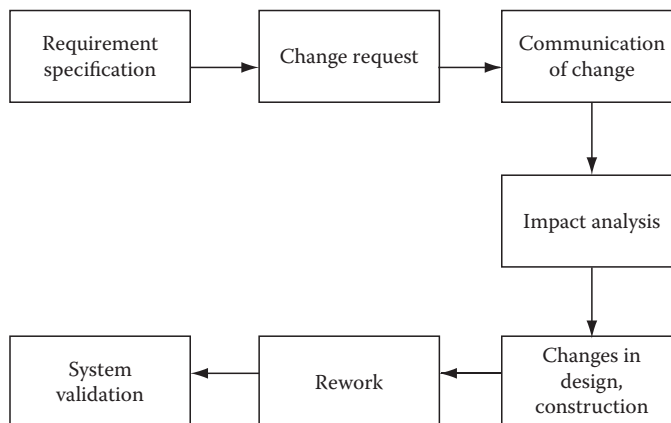 Requirement
specification
Change request
Communication
of change
Impact analysis
Changes in
design,
construction
Rework
System
validation